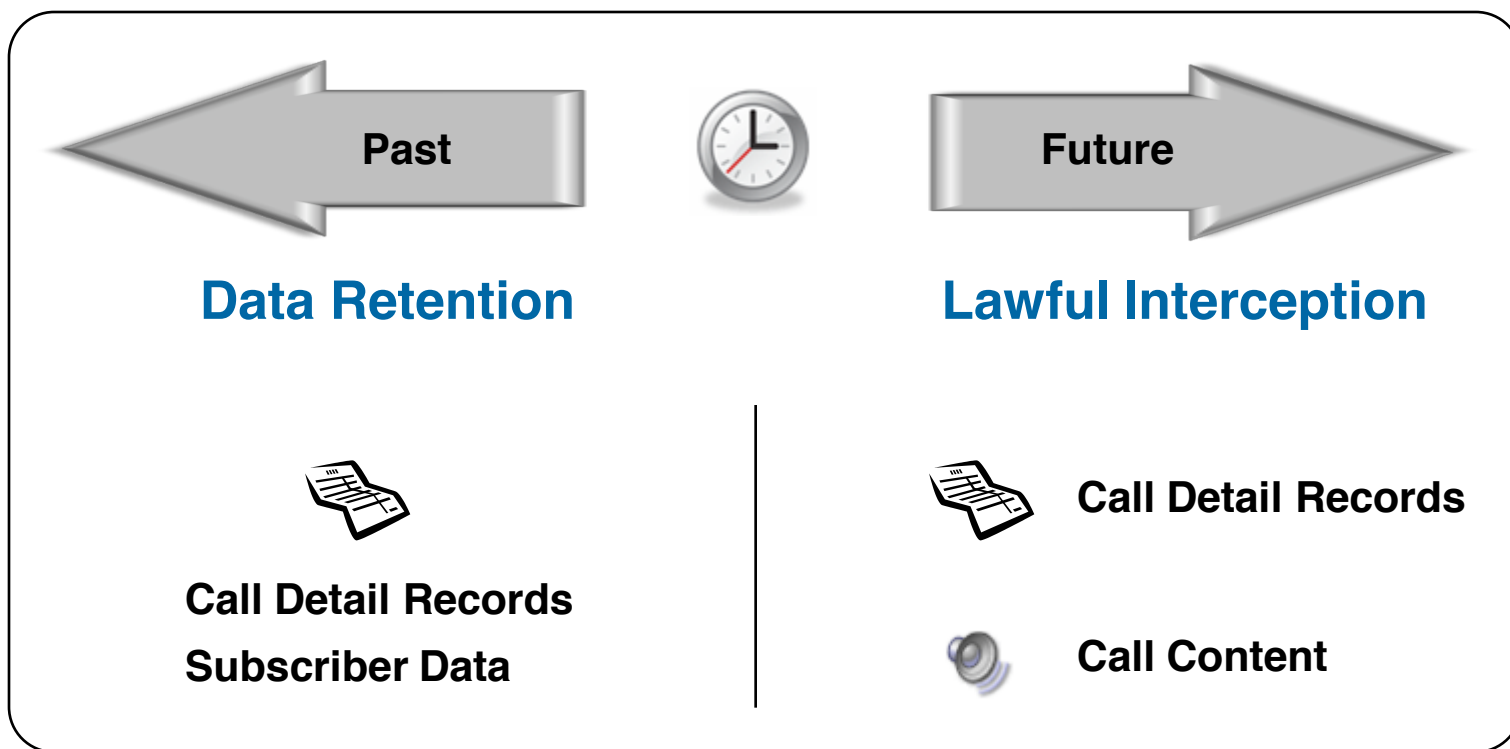 Past
Future
Data Retention
Lawful Interception
Call Detail Records
Subscriber Data
Call Detail Records
Call Content